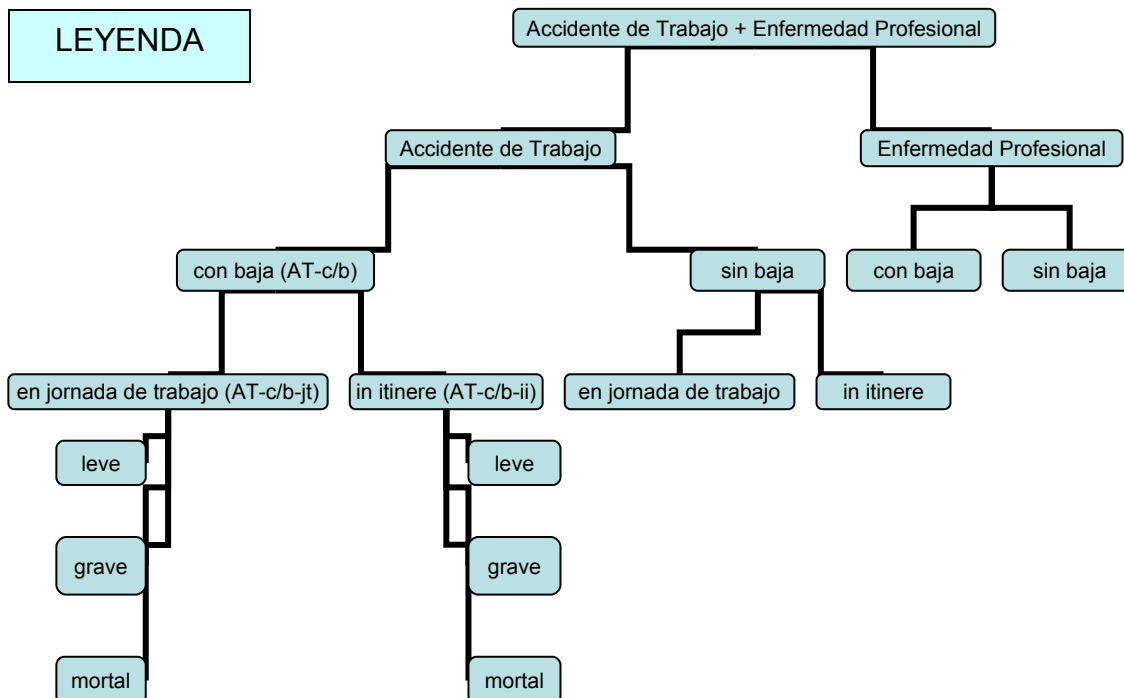 LEYENDA
Accidente de Trabajo + Enfermedad Profesional
Accidente de Trabajo
Enfermedad Profesional
con baja (AT-c/b)
sin baja
con baja
sin baja
en jornada de trabajo (AT-c/b-jt)
in itinere (AT-c/b-ii)
en jornada de trabajo
in itinere
leve
leve
grave
grave
mortal
mortal